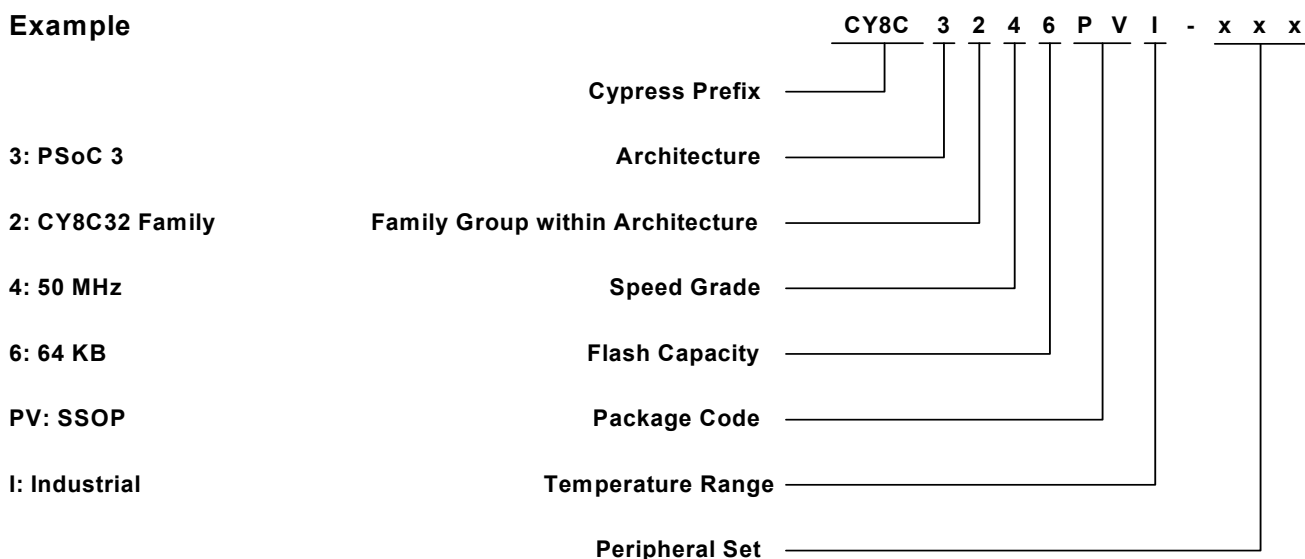 Example CY8C 3 2 4 6 P V I - x x x
Cypress Prefix
3: PSoC 3 Architecture
2: CY8C32 Family Family Group within Architecture
4: 50 MHz Speed Grade
6: 64 KB Flash Capacity
PV: SSOP Package Code
I: Industrial Temperature Range
Peripheral Set